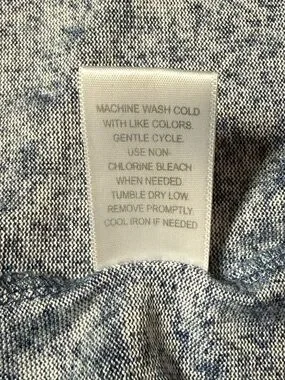 MACHINE WASH COLD
WITH LIKE COLORS.
GENTLE CYCLE.
USE NON-
CHLORINE BLEACH
WHEN NEEDED.
TUMBLE DRY LOW.
REMOVE PROMPTLY.
COOL IRON IF NEEDED